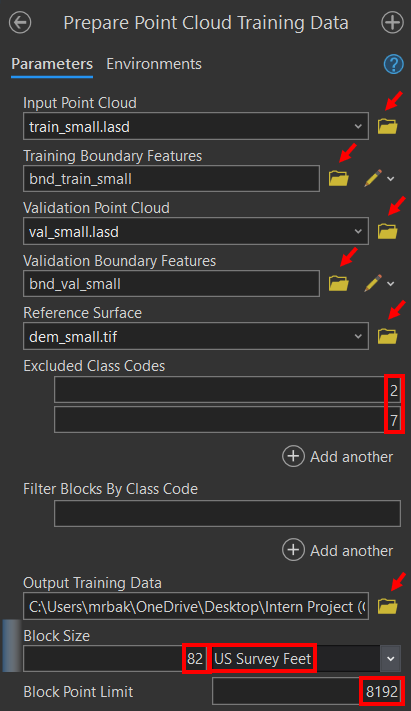 Prepare Point Cloud Training Data
Parameters Environments
?
Input Point Cloud
train_small.lasd
Training Boundary Features
bnd_train_small
Validation Point Cloud
val_small.lasd
Validation Boundary Features
bnd_val_small
Reference Surface
dem_small.tif
Excluded Class Codes
2
7
Add another
Filter Blocks By Class Code
Add another
Output Training Data
C:\Users\mrbak\OneDrive\Desktop\Intern Project (
Block Size
82 US Survey Feet
Block Point Limit 8192